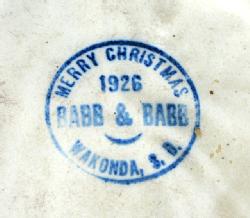 MERRY CHRISTMAS
1926
BABB & BABB
WAKONDA, S. D.